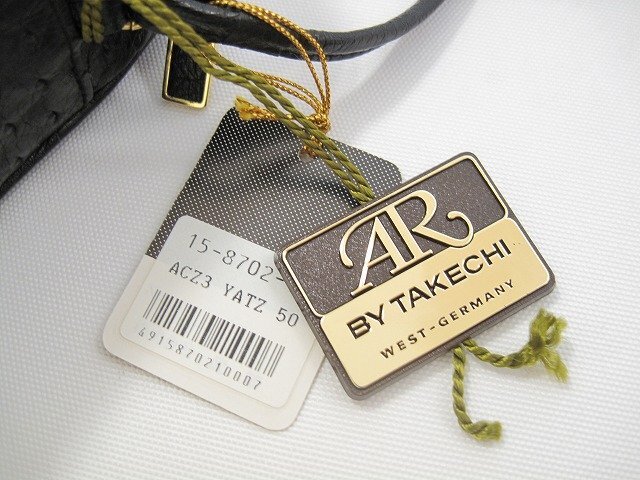 15-8702-
ACZ3 YATZ 50
4915870210007
AR
BY TAKECHI
WEST-GERMANY